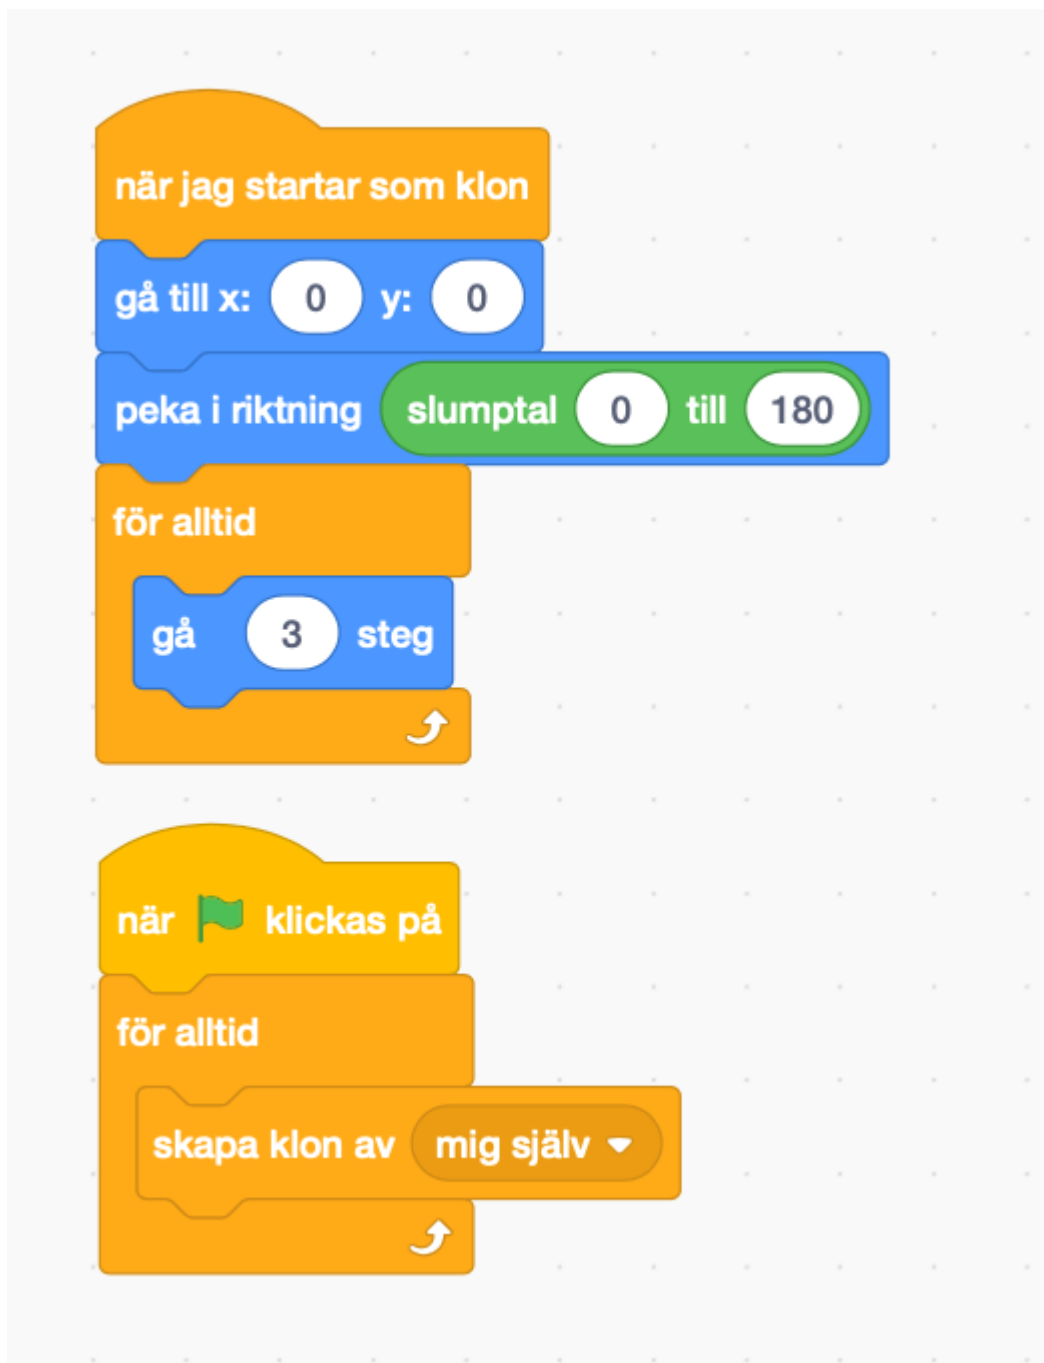 när jag startar som klon
gå till x: 0 y: 0
peka i riktning slumptal 0 till 180
för alltid
gå 3 steg
när klickas på
för alltid
skapa klon av mig själv